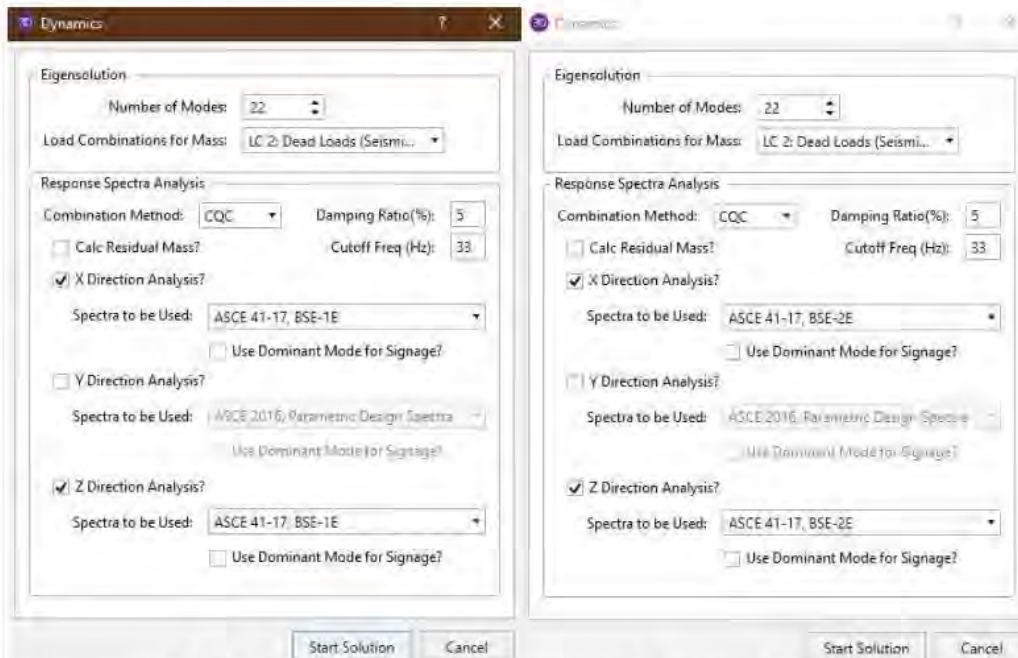 Dynamics ? ×
Eigensolution
Number of Modes: 22
Load Combinations for Mass: LC 2: Dead Loads (Seismi...
Response Spectra Analysis
Combination Method: CQC Damping Ratio(%): 5
Calc Residual Mass? Cutoff Freq (Hz): 33
X Direction Analysis?
Spectra to be Used: ASCE 41-17, BSE-1E
Use Dominant Mode for Signage?
Y Direction Analysis?
Spectra to be Used: ASCE 2016, Parametric Design Spectra
Use Dominant Mode for Signage?
Z Direction Analysis?
Spectra to be Used: ASCE 41-17, BSE-1E
Use Dominant Mode for Signage?
Start Solution Cancel
3D Dynamics
Eigensolution
Number of Modes: 22
Load Combinations for Mass: LC 2: Dead Loads (Seismi...
Response Spectra Analysis
Combination Method: CQC Damping Ratio(%): 5
Calc Residual Mass? Cutoff Freq (Hz): 33
X Direction Analysis?
Spectra to be Used: ASCE 41-17, BSE-2E
Use Dominant Mode for Signage?
Y Direction Analysis?
Spectra to be Used: ASCE 2016, Parametric Design Spectra
Use Dominant Mode for Signage?
Z Direction Analysis?
Spectra to be Used: ASCE 41-17, BSE-2E
Use Dominant Mode for Signage?
Start Solution Cancel